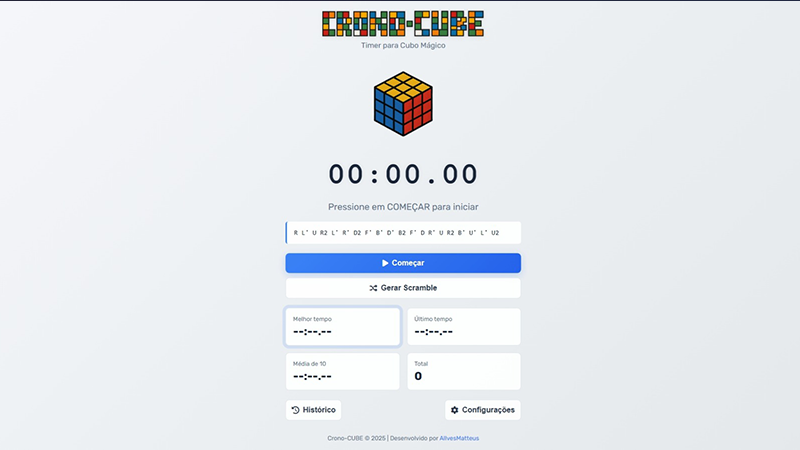 CRONO-CUBE
Timer para Cubo Mágico
00:00.00
Pressione em COMEÇAR para iniciar
R L' U R2 L' R' D2 F' B' D' B2 F' D R' U R2 B' U' L' U2
Começar
Gerar Scramble
Melhor tempo
--:--.--
Último tempo
--:--.--
Média de 10
--:--.--
Total
0
Histórico
Configurações
Crono-CUBE © 2025 | Desenvolvido por AllvesMatteus